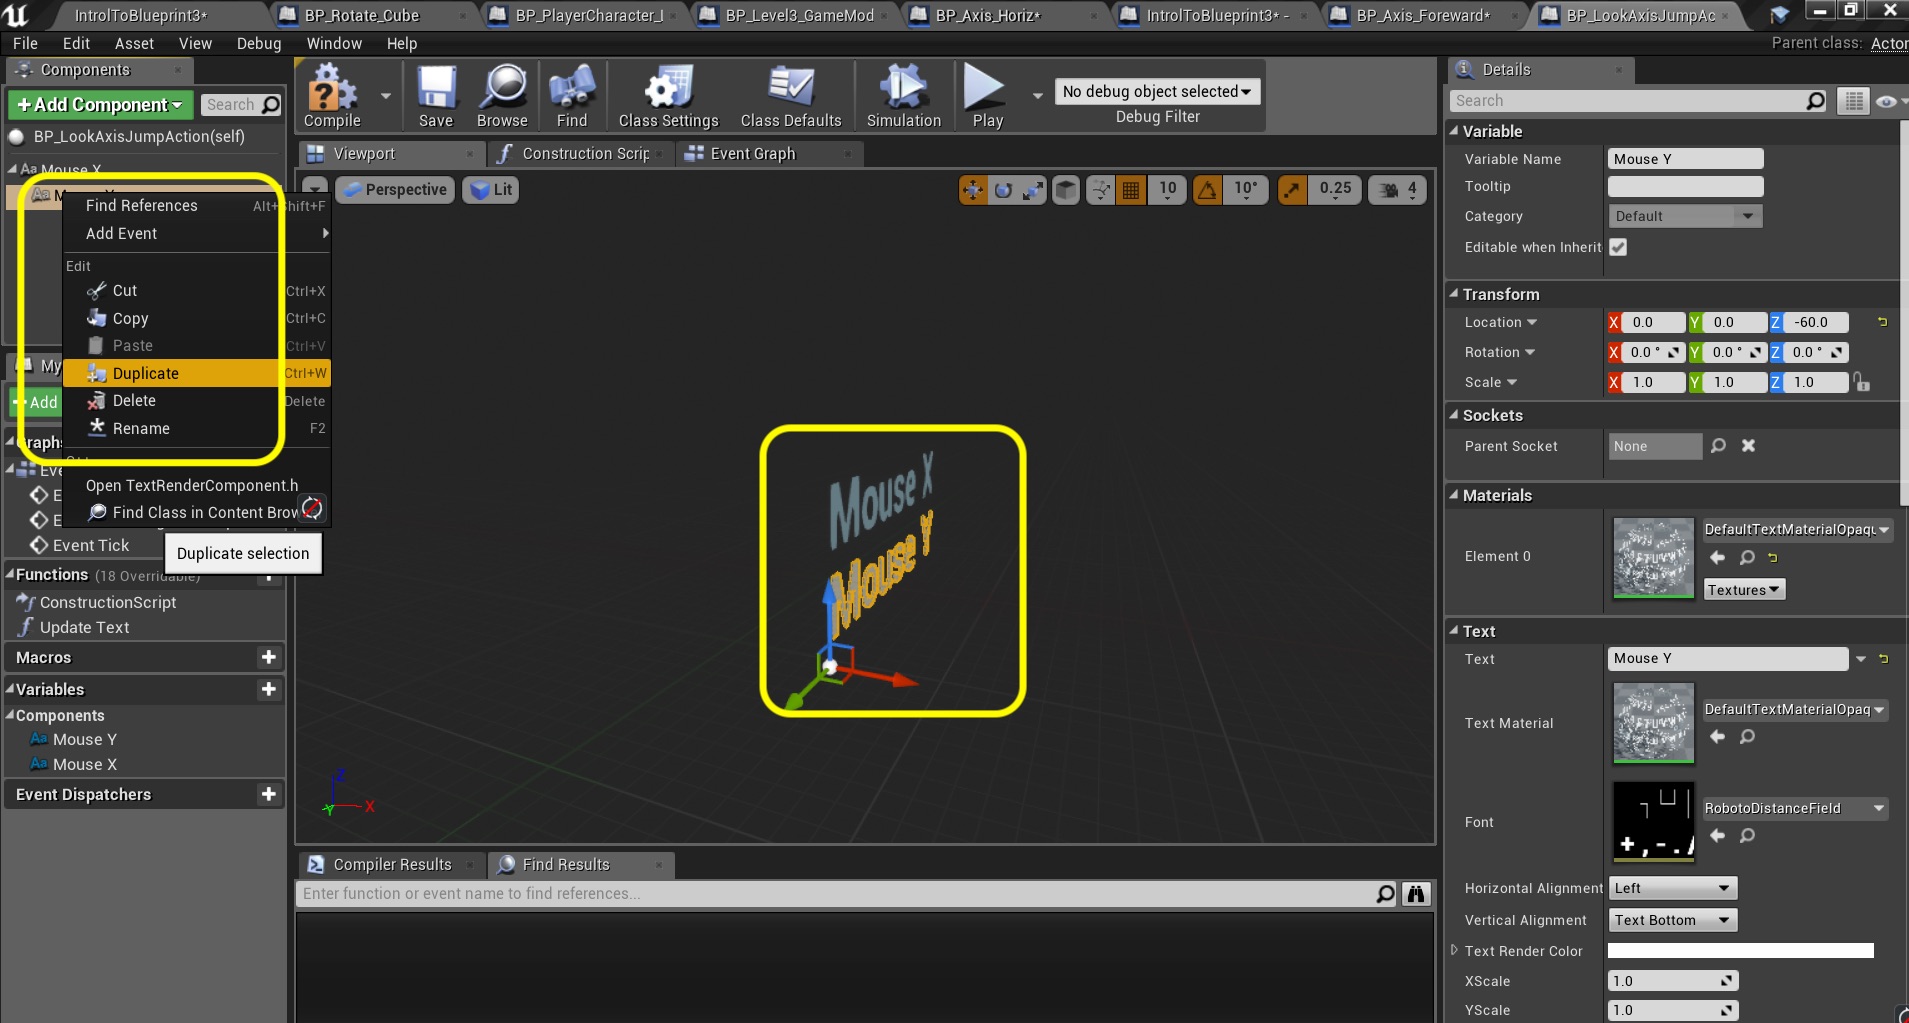 IntrolToBlueprint3*
BP_Rotate_Cube
BP_PlayerCharacter_I
BP_Level3_GameMod
BP_Axis_Horiz*
IntrolToBlueprint3* -
BP_Axis_Foreward*
BP_LookAxisJumpAc
File Edit Asset View Debug Window Help
Parent class: Actor
Components
+Add Component
Search
BP_LookAxisJumpAction(self)
Aa Mouse X
Aa
Find References Alt+Shift+F
Add Event
Edit
Cut Ctrl+X
Copy Ctrl+C
Paste Ctrl+V
Duplicate Ctrl+W
Delete Delete
Rename F2
Open TextRenderComponent.h
Find Class in Content Brow
Duplicate selection
My
+ Add
Graphs
Eve
E
E
Event Tick
Functions (18 Overridable)
ConstructionScript
Update Text
Macros
Variables
Components
Aa Mouse Y
Aa Mouse X
Event Dispatchers
Compile
Save
Browse
Find
Class Settings
Class Defaults
Simulation
Play
No debug object selected
Debug Filter
Viewport
Construction Scrip
Event Graph
Perspective
Lit
10
10°
0.25
4
Mouse X
Mouse Y
Z
Y
X
Compiler Results
Find Results
Enter function or event name to find references...
Details
Search
Variable
Variable Name Mouse Y
Tooltip
Category Default
Editable when Inherit
Transform
Location X 0.0 Y 0.0 Z -60.0
Rotation X 0.0 ° Y 0.0 ° Z 0.0 °
Scale X 1.0 Y 1.0 Z 1.0
Sockets
Parent Socket None
Materials
Element 0
DefaultTextMaterialOpaqu
Textures
Text
Text Mouse Y
Text Material
DefaultTextMaterialOpaq
Font
RobotoDistanceField
+,-./
Horizontal Alignment Left
Vertical Alignment Text Bottom
Text Render Color
XScale 1.0
YScale 1.0